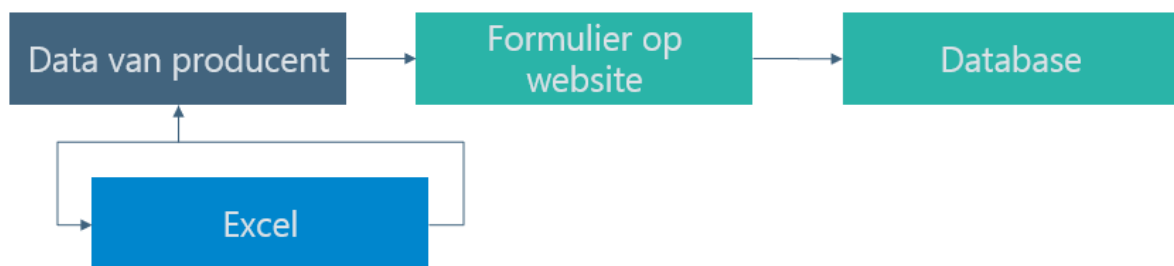 Data van producent
Formulier op
website
Database
Excel